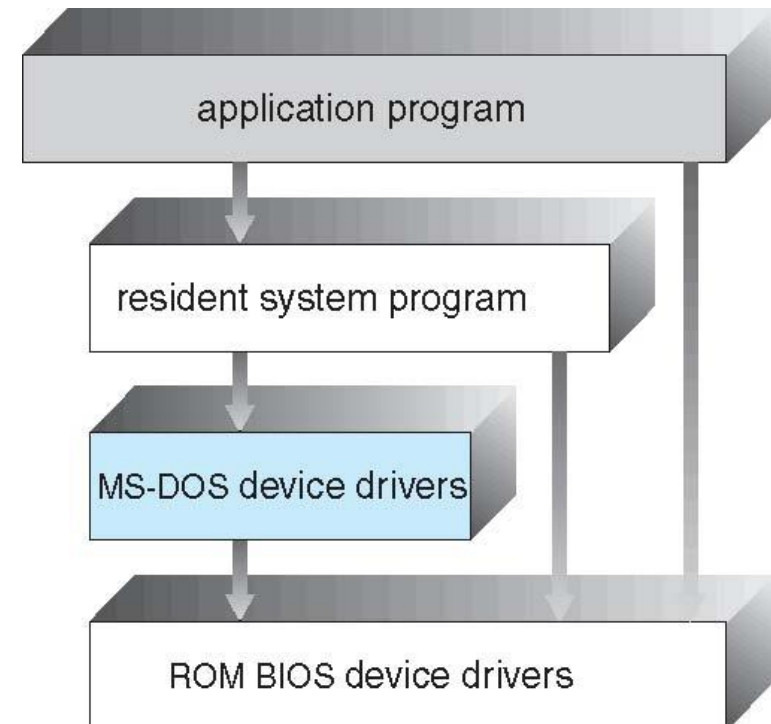 application program
resident system program
MS-DOS device drivers
ROM BIOS device drivers